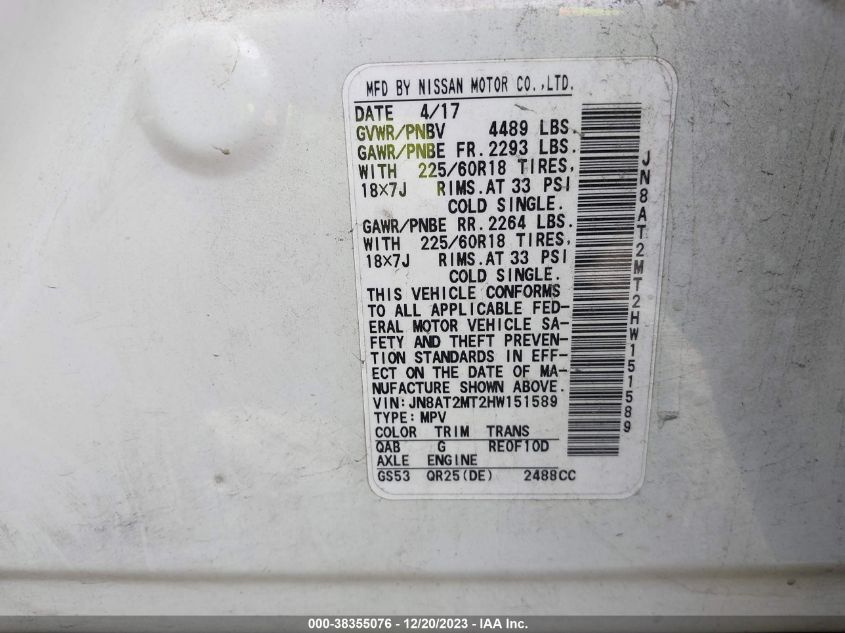 MFD BY NISSAN MOTOR CO.,LTD.
DATE 4/17
GVWR/PNBV 4489 LBS.
GAWR/PNBE FR. 2293 LBS.
WITH 225/60R18 TIRES,
18×7J RIMS.AT 33 PSI
COLD SINGLE.
GAWR/PNBE RR. 2264 LBS.
WITH 225/60R18 TIRES,
18×7J RIMS.AT 33 PSI
COLD SINGLE.
THIS VEHICLE CONFORMS
TO ALL APPLICABLE FED-
ERAL MOTOR VEHICLE SA-
FETY AND THEFT PREVEN-
TION STANDARDS IN EFF-
ECT ON THE DATE OF MA-
NUFACTURE SHOWN ABOVE.
VIN:JN8AT2MT2HW151589
TYPE:MPV
COLOR TRIM TRANS
QAB G RE0F10D
AXLE ENGINE
GS53 QR25(DE) 2488CC
JN8AT2MT2HW151589
000-38355076 - 12/20/2023 - IAA Inc.